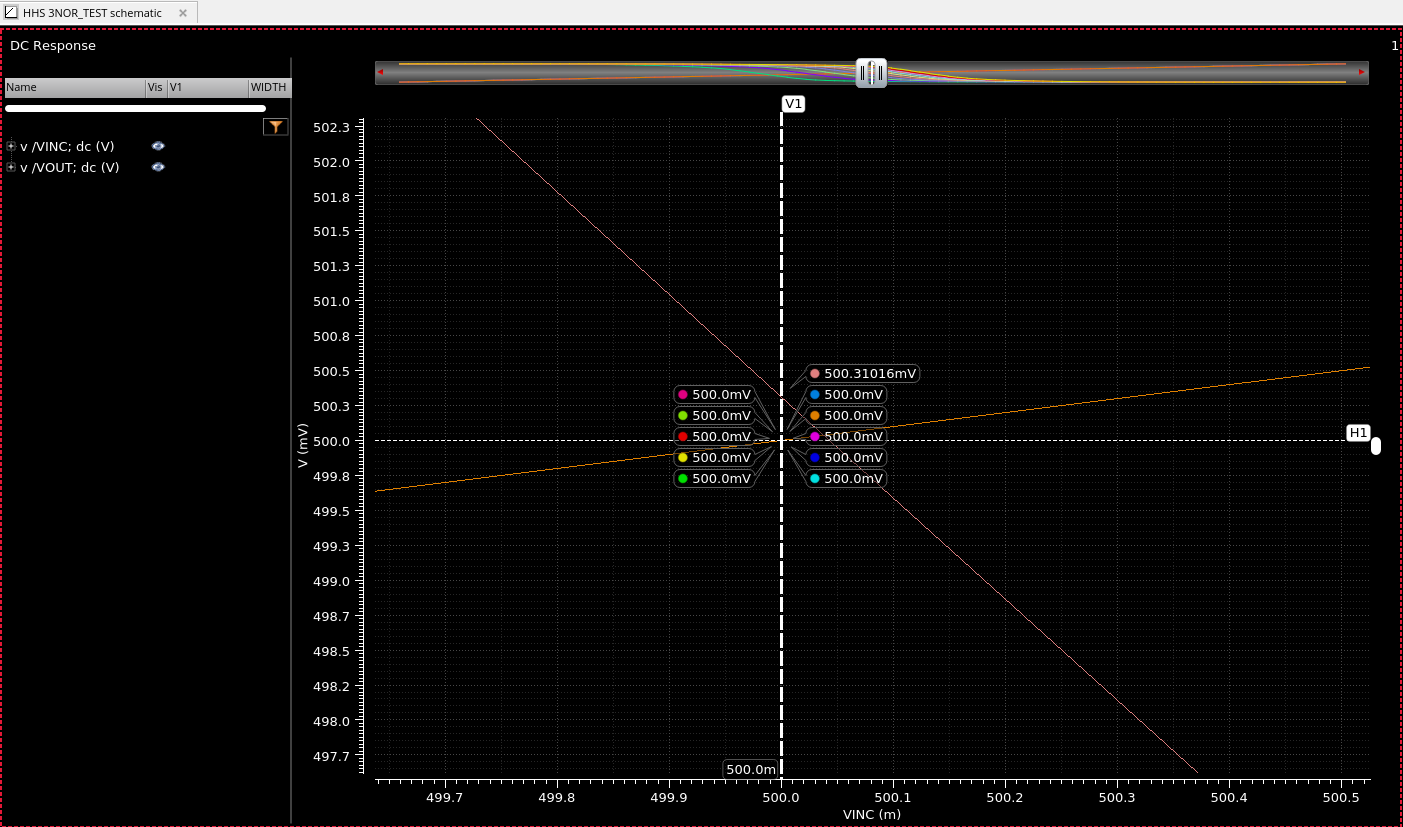 HHS 3NOR_TEST schematic
DC Response
1
Name Vis V1 WIDTH
v /VINC; dc (V)
v /VOUT; dc (V)
V1
502.3
502.0
501.8
501.5
501.3
501.0
500.8
500.5
500.3
500.0
499.8
499.5
499.3
499.0
498.7
498.5
498.2
498.0
497.7
V (mV)
500.31016mV
500.0mV 500.0mV
500.0mV 500.0mV
500.0mV 500.0mV
500.0mV 500.0mV
500.0mV 500.0mV
H1
500.0m
499.7 499.8 499.9 500.0 500.1 500.2 500.3 500.4 500.5
VINC (m)